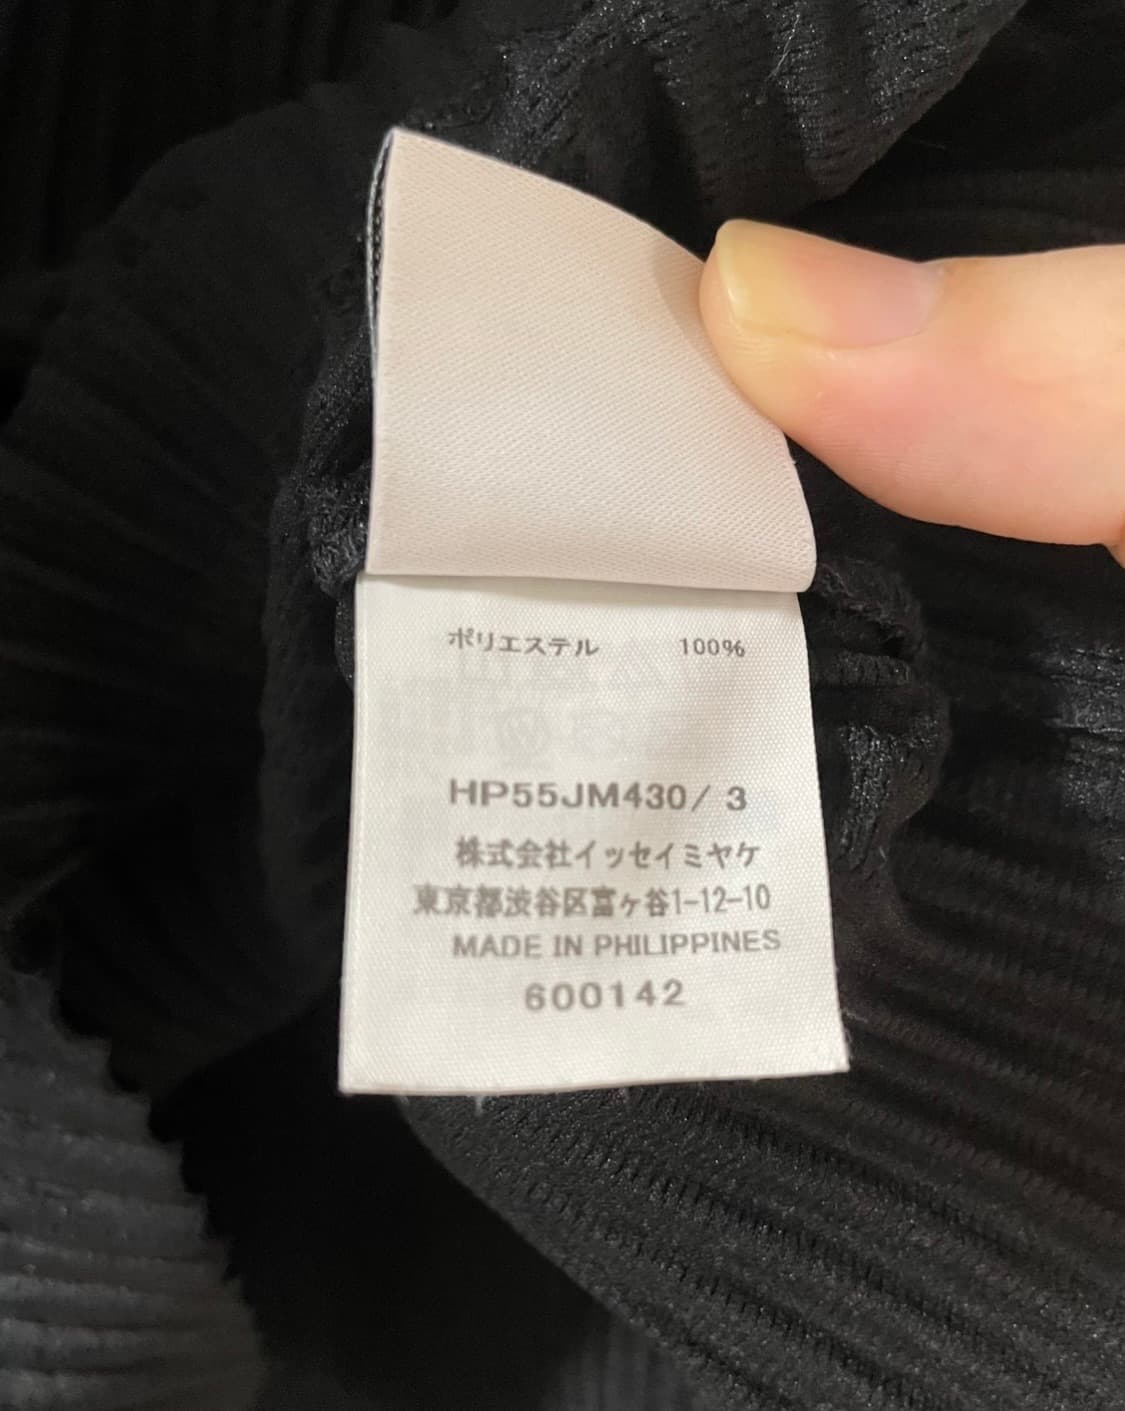 ポリエステル 100%
HP55JM430/ 3
株式会社イッセイミヤケ
東京都渋谷区富ヶ谷1-12-10
MADE IN PHILIPPINES
600142